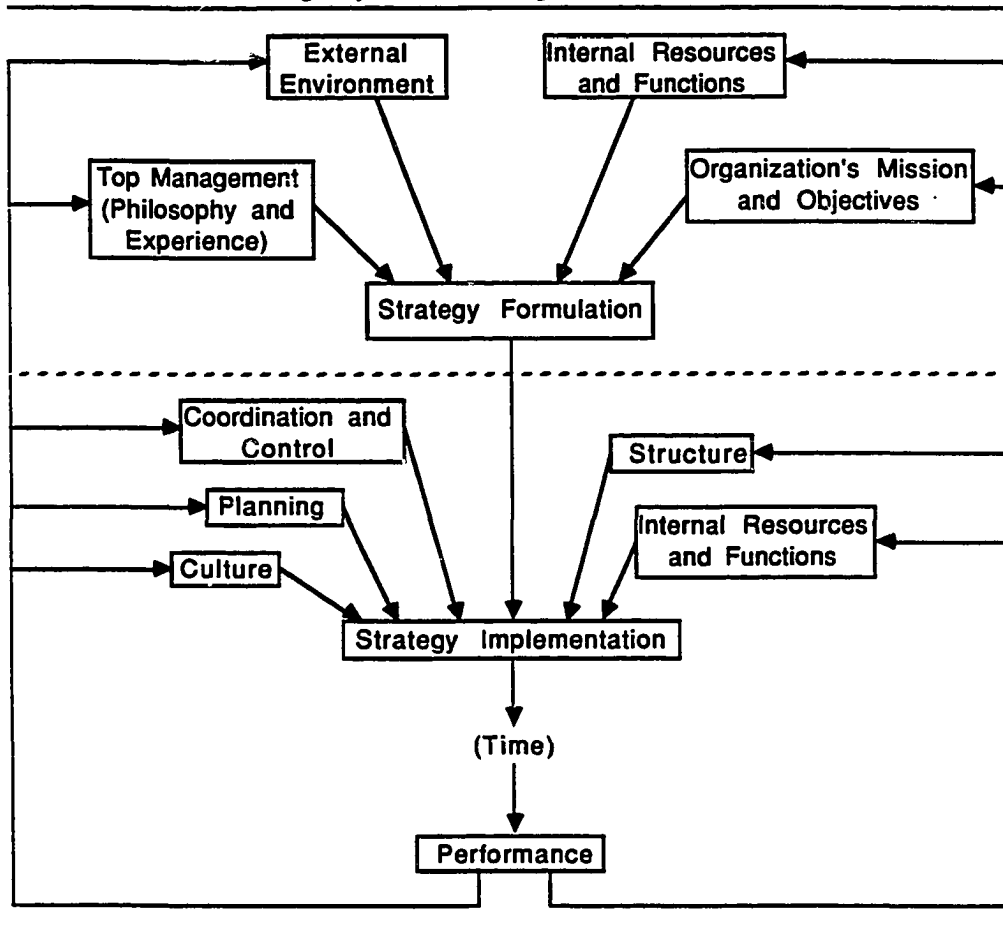 External
Environment
Internal Resources
and Functions
Top Management
(Philosophy and
Experience)
Organization's Mission
and Objectives
Strategy Formulation
Coordination and
Control
Structure
Planning
Internal Resources
and Functions
Culture
Strategy Implementation
(Time)
Performance